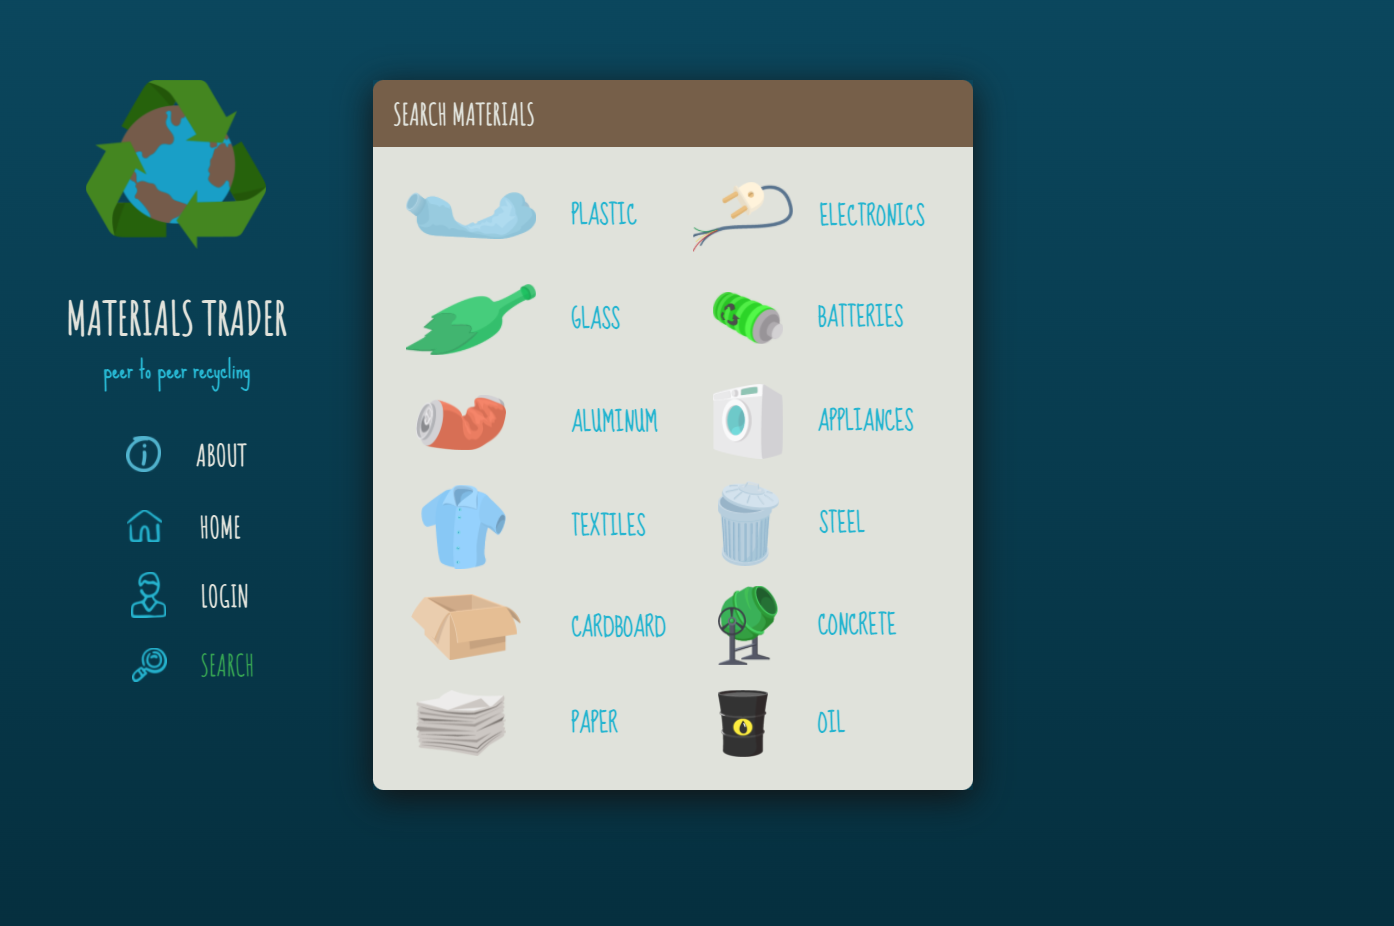 MATERIALS TRADER
peer to peer recycling
ABOUT
HOME
LOGIN
SEARCH
SEARCH MATERIALS
PLASTIC
ELECTRONICS
GLASS
BATTERIES
ALUMINUM
APPLIANCES
TEXTILES
STEEL
CARDBOARD
CONCRETE
PAPER
OIL